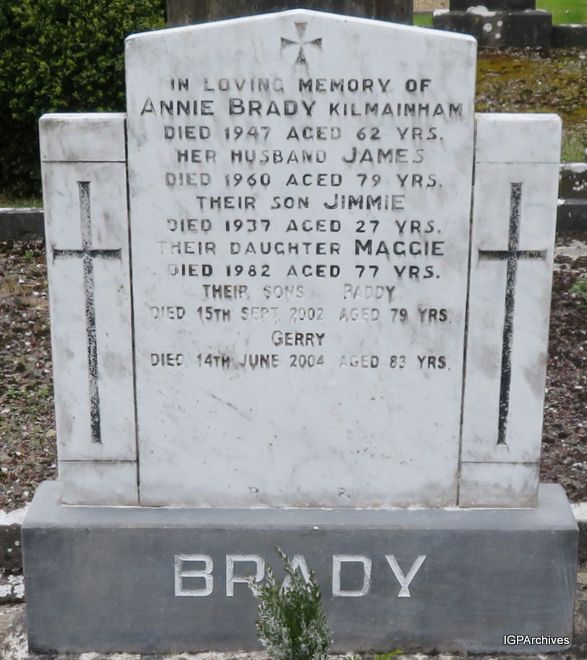 IN LOVING MEMORY OF
ANNIE BRADY KILMAINHAM
DIED 1947 AGED 62 YRS.
HER HUSBAND JAMES
DIED 1960 AGED 79 YRS.
THEIR SON JIMMIE
DIED 1937 AGED 27 YRS.
THEIR DAUGHTER MAGGIE
DIED 1982 AGED 77 YRS.
THEIR SONS PADDY
DIED 15TH SEPT. 2002 AGED 79 YRS.
GERRY
DIED 14TH JUNE 2004 AGED 83 YRS.
BRADY
IGPArchives